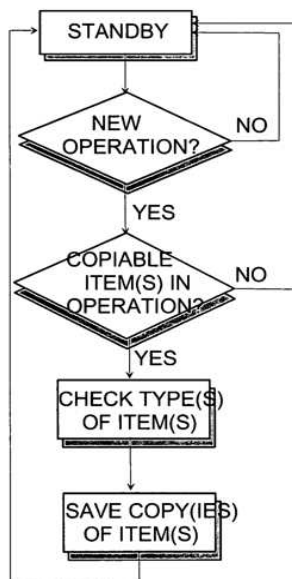 STANDBY
NEW
OPERATION?
NO
YES
COPIABLE
ITEM(S) IN
OPERATION?
NO
YES
CHECK TYPE(S)
OF ITEM(S)
SAVE COPY(IES)
OF ITEM(S)